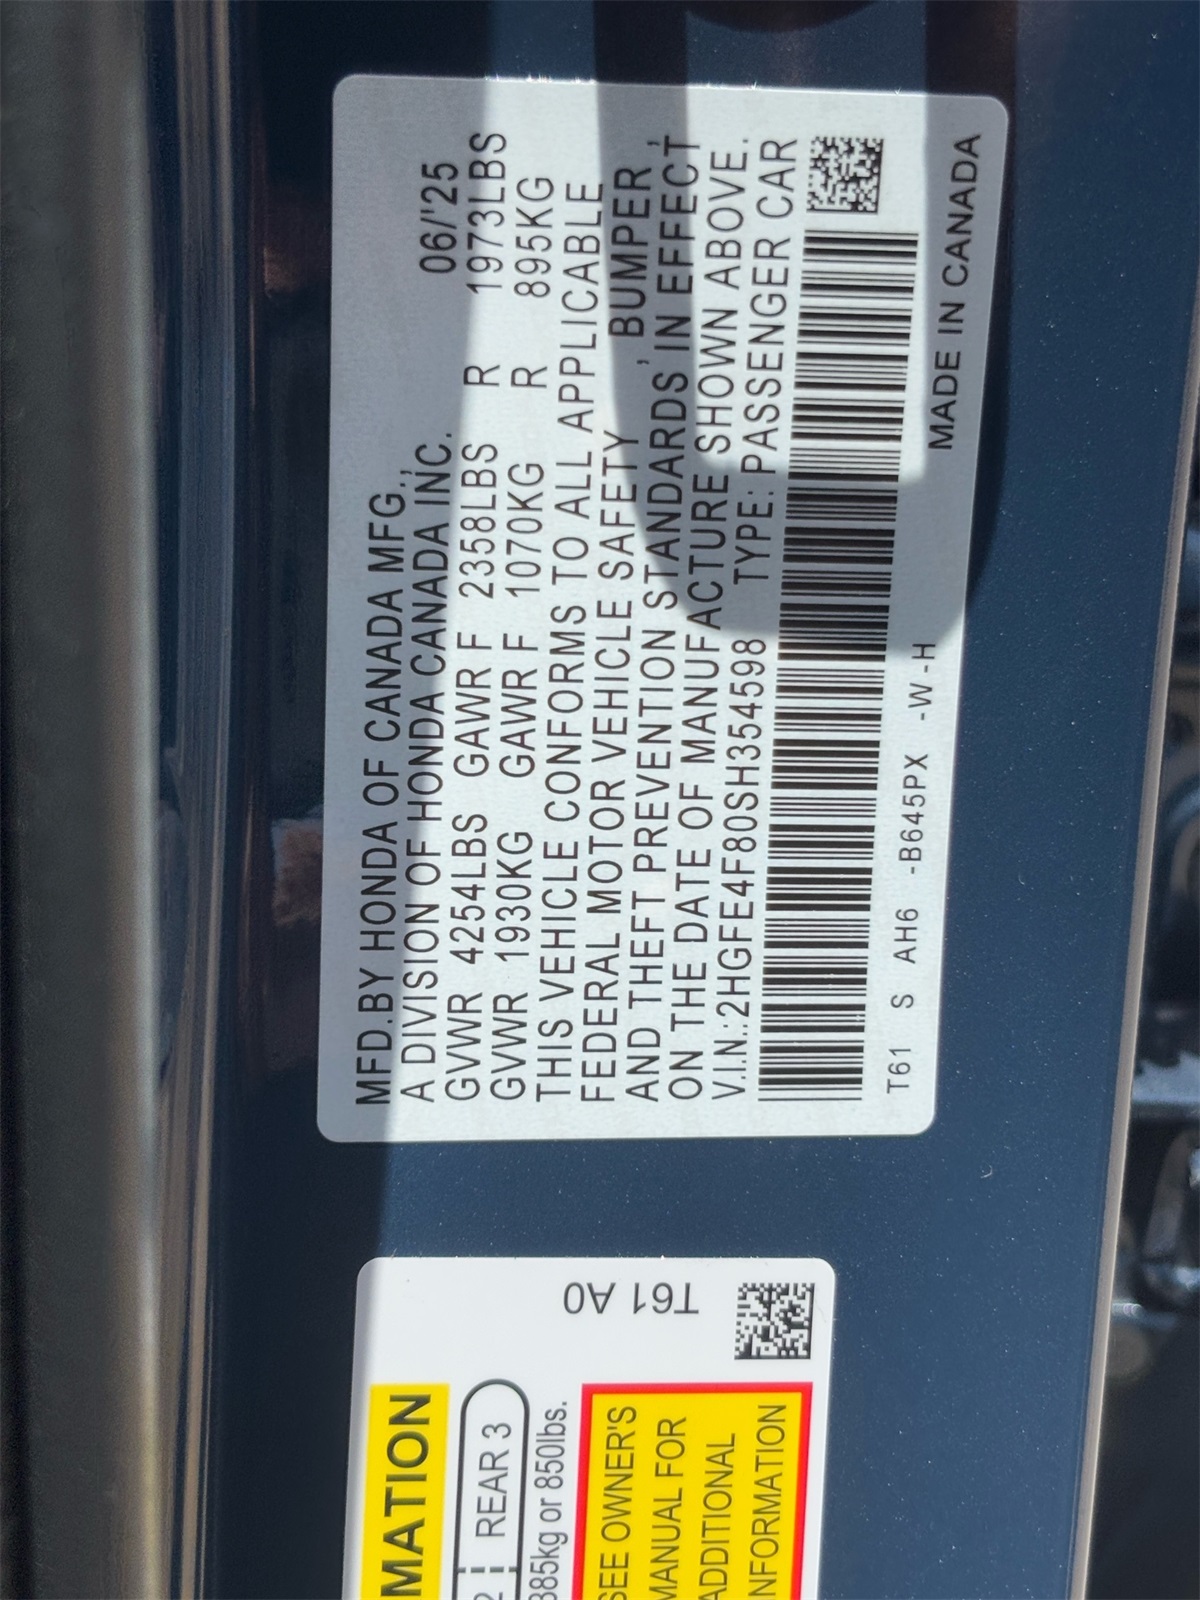 MFD.BY HONDA OF CANADA MFG.,
A DIVISION OF HONDA CANADA INC. 06/'25
GVWR 4254LBS GAWR F 2358LBS R 1973LBS
GVWR 1930KG GAWR F 1070KG R 895KG
THIS VEHICLE CONFORMS TO ALL APPLICABLE
FEDERAL MOTOR VEHICLE SAFETY , BUMPER ,
AND THEFT PREVENTION STANDARDS IN EFFECT
ON THE DATE OF MANUFACTURE SHOWN ABOVE.
V.I.N.:2HGFE4F80SH354598 TYPE: PASSENGER CAR
T61 S AH6 -B645PX -W-H
MADE IN CANADA
T61 A0
MATION
2 REAR 3
385kg or 850lbs.
SEE OWNER'S
MANUAL FOR
ADDITIONAL
INFORMATION